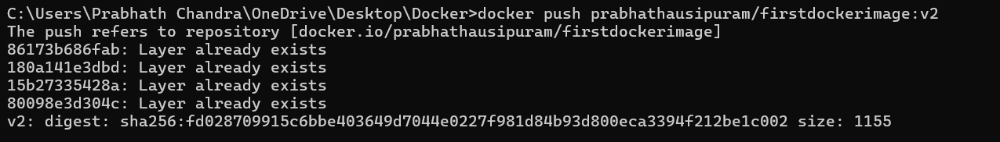 C:\Users\Prabhath Chandra\OneDrive\Desktop\Docker>docker push prabhathausipuram/firstdockerimage:v2
The push refers to repository [docker.io/prabhathausipuram/firstdockerimage]
86173b686fab: Layer already exists
180a141e3dbd: Layer already exists
15b27335428a: Layer already exists
80098e3d304c: Layer already exists
v2: digest: sha256:fd028709915c6bbe403649d7044e0227f981d84b93d800eca3394f212be1c002 size: 1155